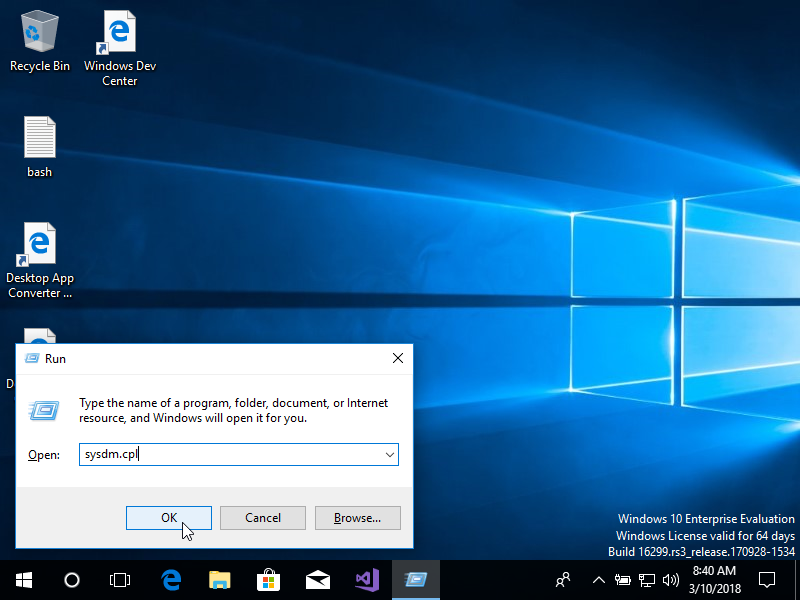 Recycle Bin
Windows Dev
Center
bash
Desktop App
Converter ...
Run
Type the name of a program, folder, document, or Internet
resource, and Windows will open it for you.
Open:
sysdm.cpl
OK
Cancel
Browse...
Windows 10 Enterprise Evaluation
Windows License valid for 64 days
Build 16299.rs3_release.170928-1534
8:40 AM
3/10/2018